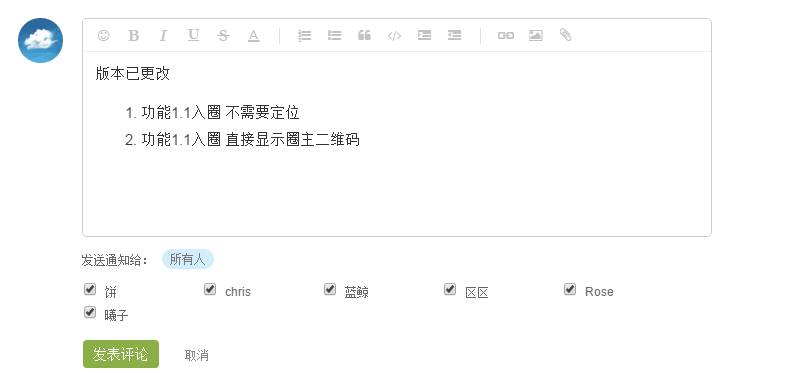 版本已更改
1. 功能1.1入圈 不需要定位
2. 功能1.1入圈 直接显示圈主二维码
发送通知给： 所有人
饼 chris 蓝鲸 Rose
曦子
发表评论 取消